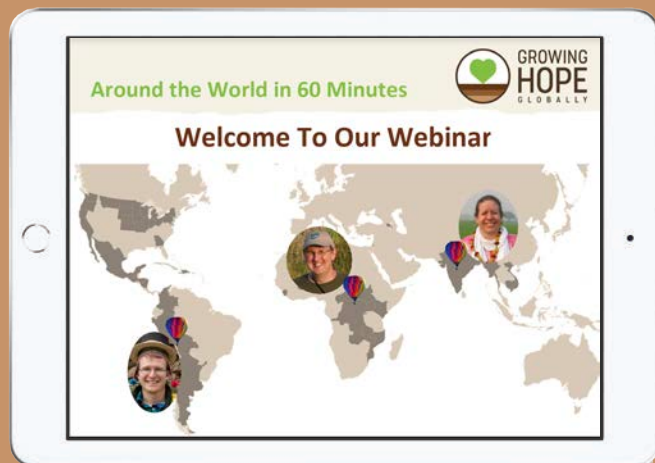 Around the World in 60 Minutes
GROWING
HOPE
GLOBALLY
Welcome To Our Webinar